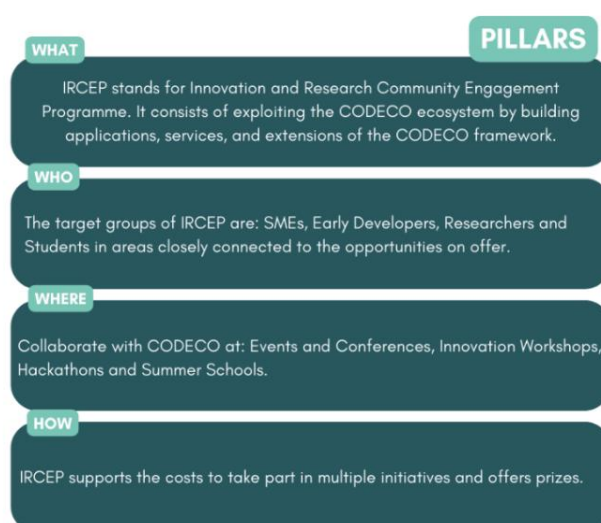 PILLARS
WHAT
IRCEP stands for Innovation and Research Community Engagement
Programme. It consists of exploiting the CODECO ecosystem by building
applications, services, and extensions of the CODECO framework.
WHO
The target groups of IRCEP are: SMEs, Early Developers, Researchers and
Students in areas closely connected to the opportunities on offer.
WHERE
Collaborate with CODECO at: Events and Conferences, Innovation Workshops,
Hackathons and Summer Schools.
HOW
IRCEP supports the costs to take part in multiple initiatives and offers prizes.